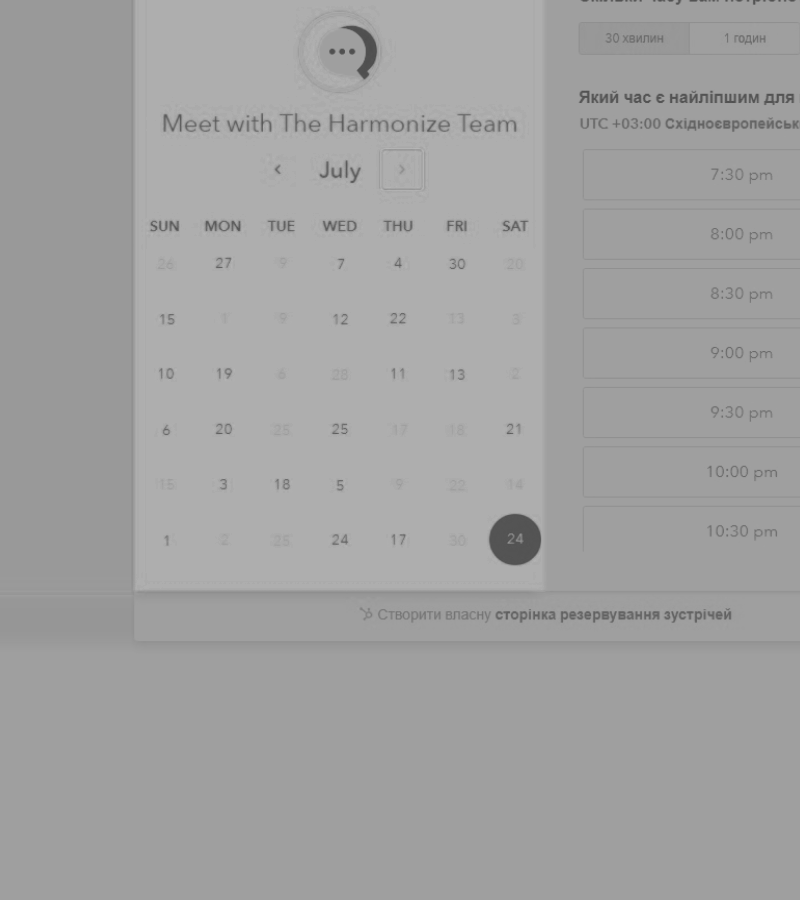 Meet with The Harmonize Team
July
SUN MON TUE WED THU FRI SAT
26 27 9 7 4 30 20
15 1 9 12 22 13 3
10 19 6 28 11 13 2
6 20 25 25 17 18 21
15 3 18 5 9 22 14
1 2 25 24 17 30 24
30 хвилин
1 годин
Який час є найліпшим для
UTC +03:00 Східноєвропейськ
7:30 pm
8:00 pm
8:30 pm
9:00 pm
9:30 pm
10:00 pm
10:30 pm
Створити власну сторінка резервування зустрічей